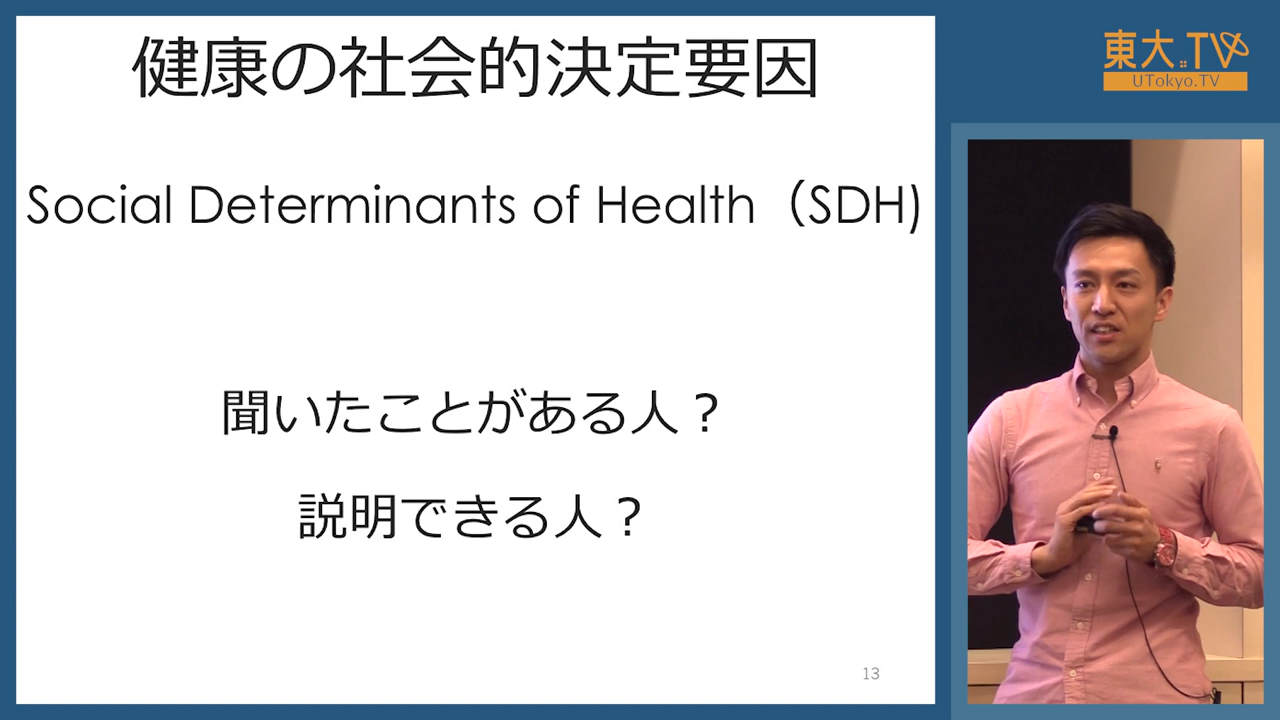 健康の社会的決定要因
Social Determinants of Health（SDH)
聞いたことがある人？
説明できる人？
13
東大TV
UTokyo.TV